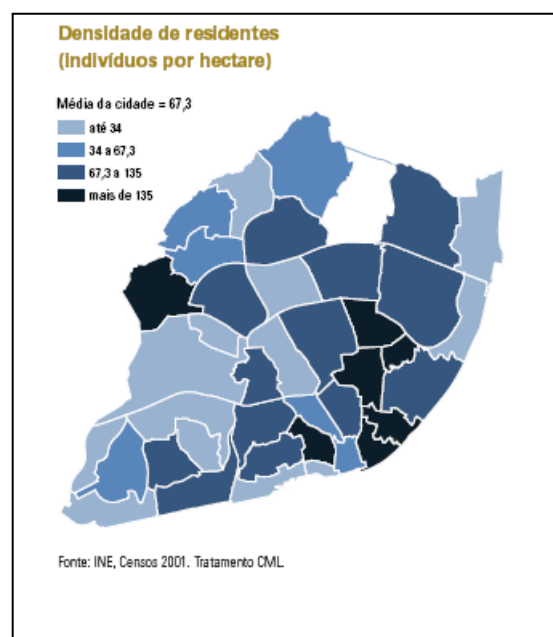 Densidade de residentes
(indivíduos por hectare)
Média da cidade = 67,3
até 34
34 a 67,3
67,3 a 135
mais de 135
Fonte: INE, Censos 2001. Tratamento CML.